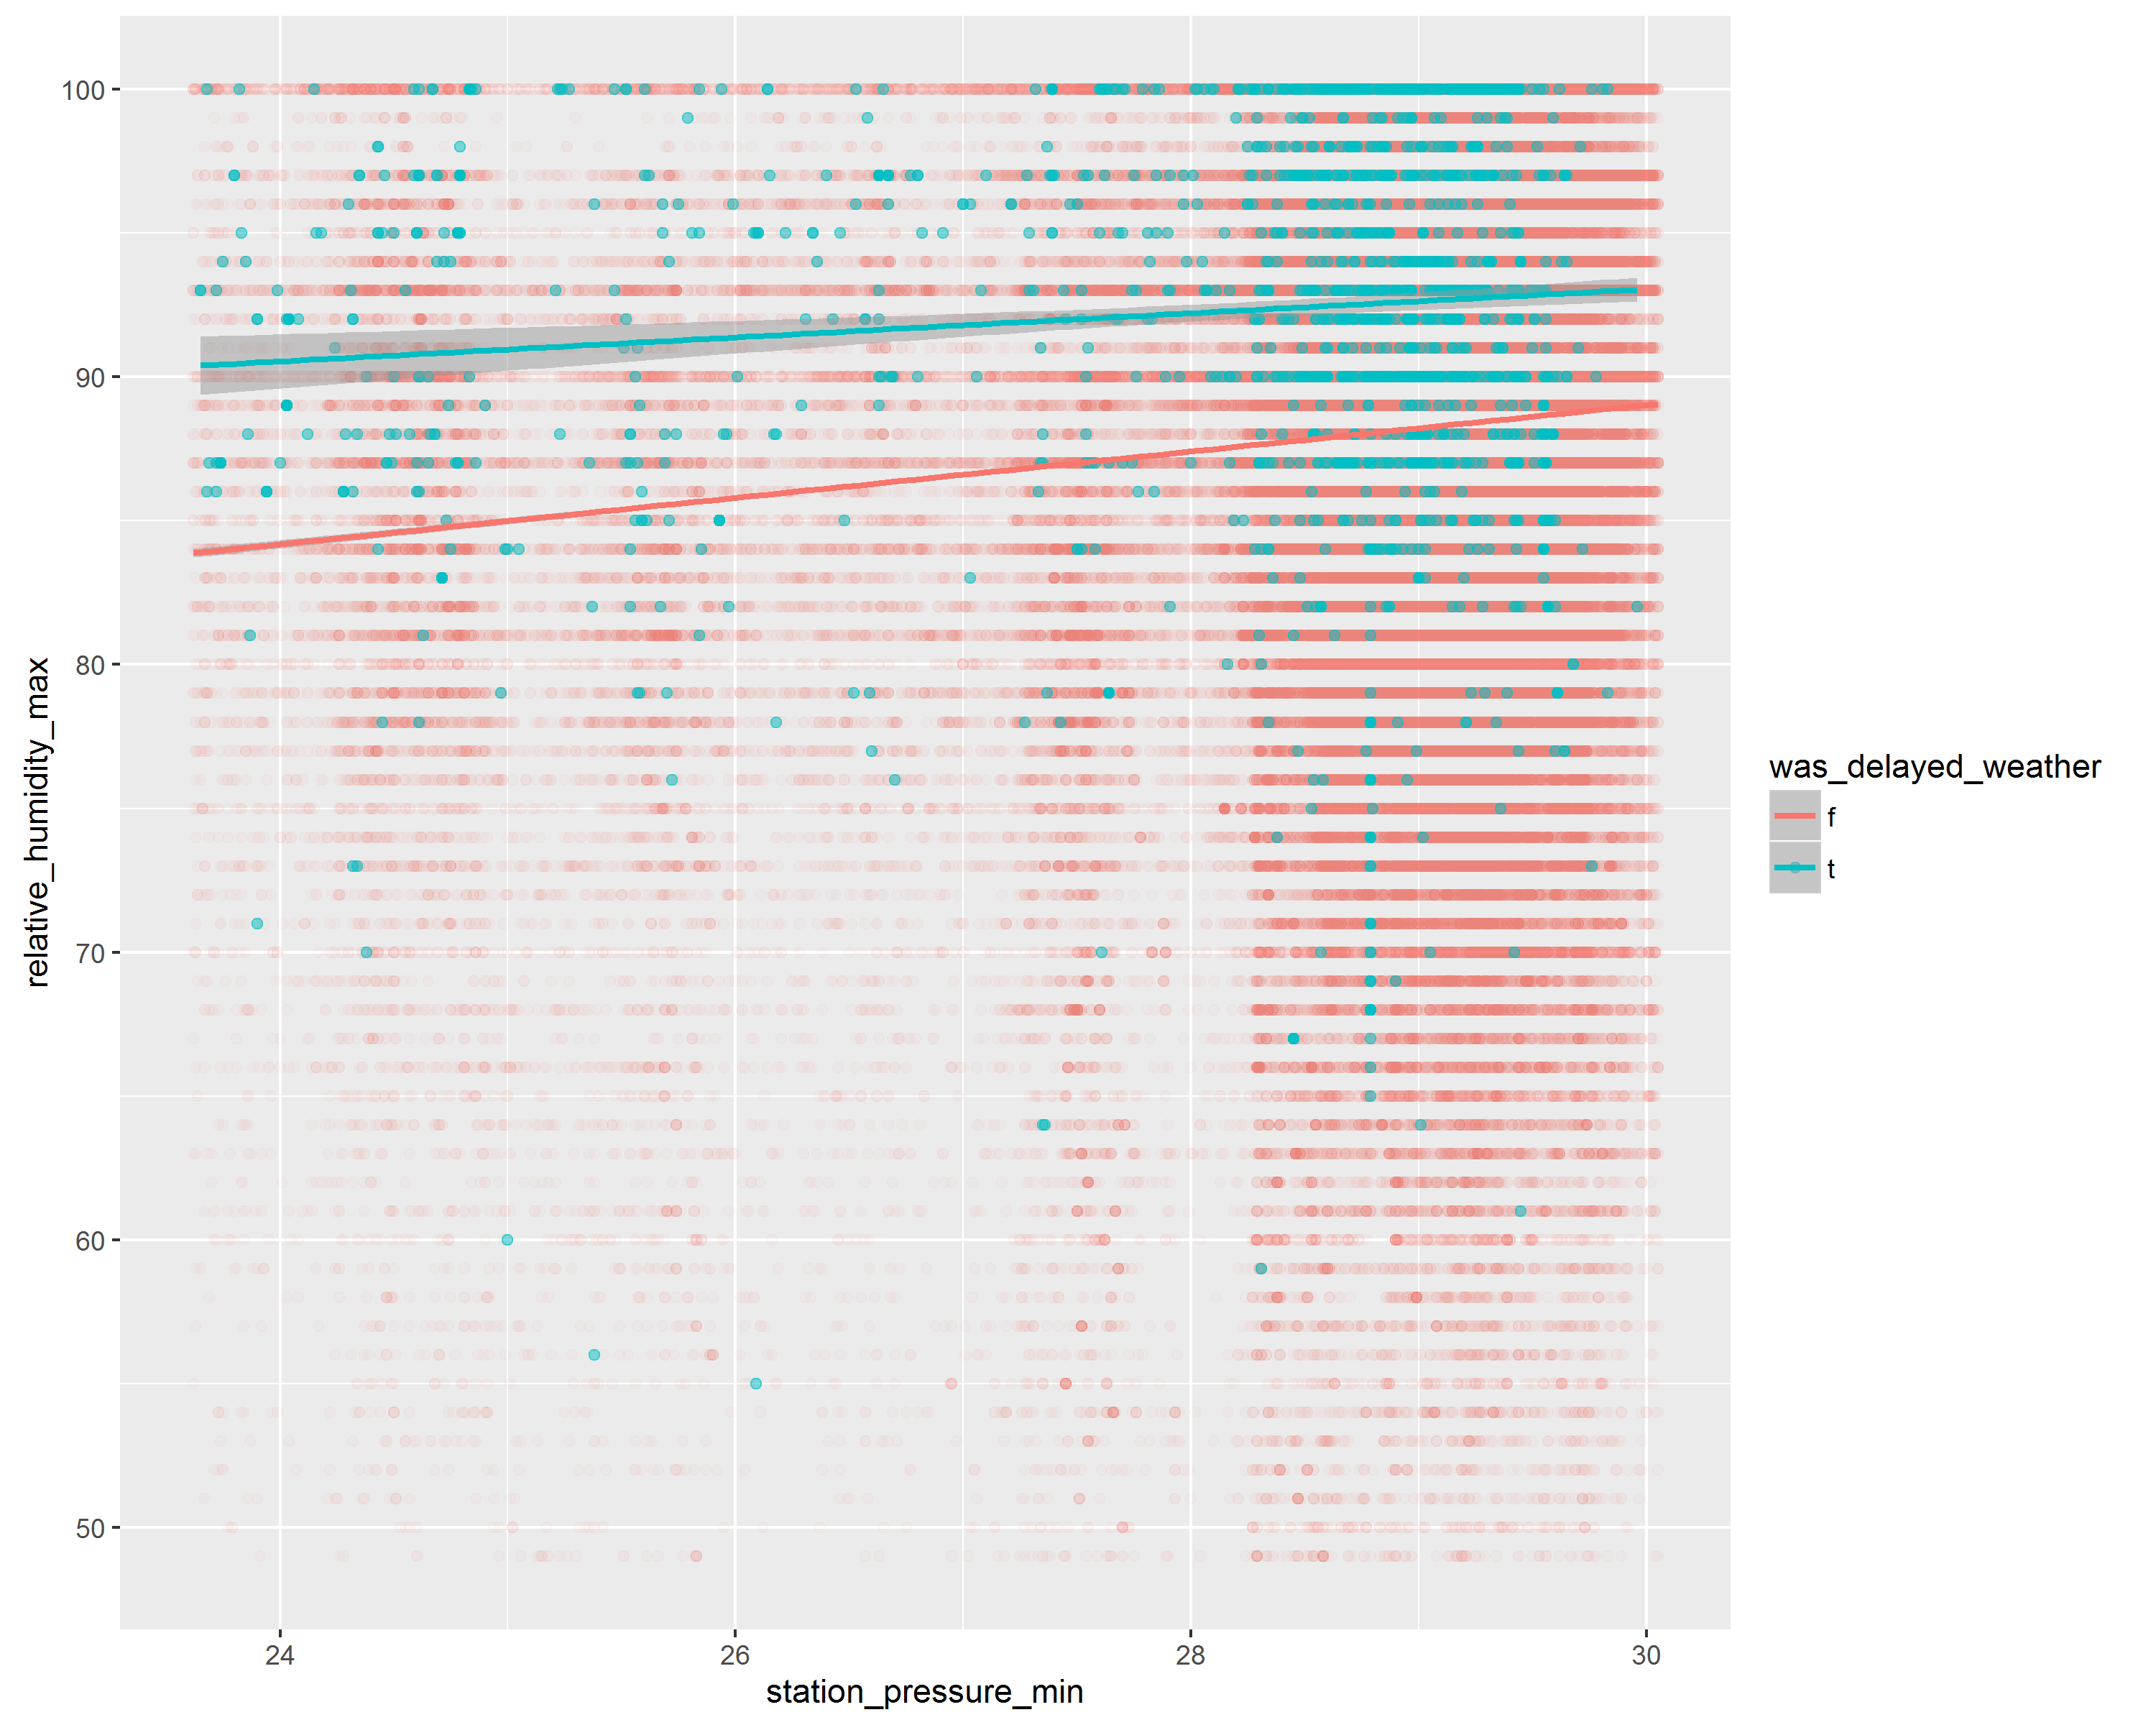 100
90
80
70
60
50
relative_humidity_max
24
26
28
30
station_pressure_min
was_delayed_weather
f
t